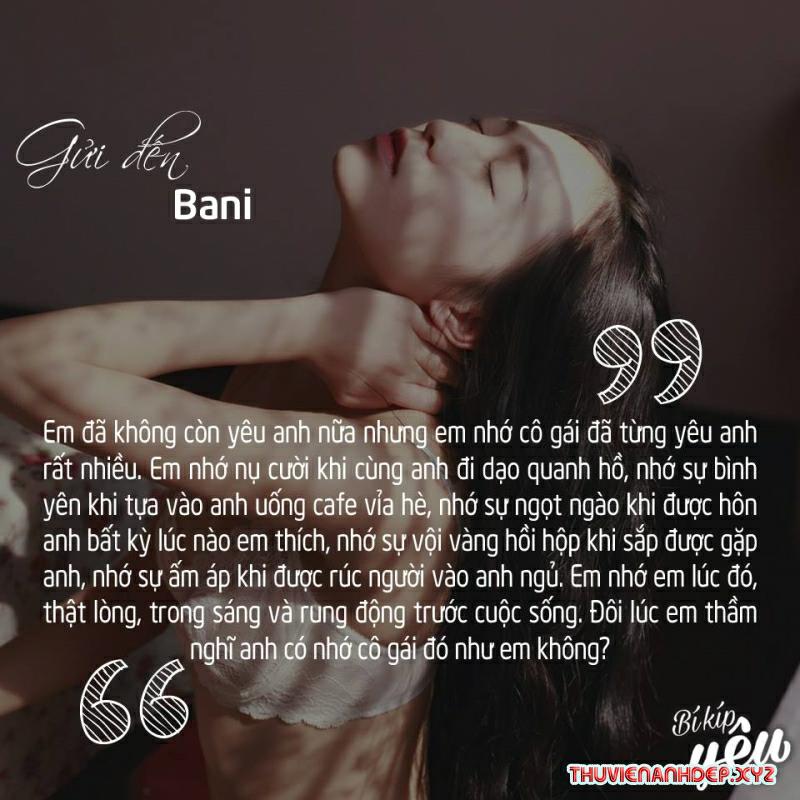 Gửi đến
Bani
Em đã không còn yêu anh nữa nhưng em nhớ cô gái đã từng yêu anh
rất nhiều. Em nhớ nụ cười khi cùng anh đi dạo quanh hồ, nhớ sự bình
yên khi tựa vào anh uống cafe vỉa hè, nhớ sự ngọt ngào khi được hôn
anh bất kỳ lúc nào em thích, nhớ sự vội vàng hồi hộp khi sắp được gặp
anh, nhớ sự ấm áp khi được rúc người vào anh ngủ. Em nhớ em lúc đó,
thật lòng, trong sáng và rung động trước cuộc sống. Đôi lúc em thầm
nghĩ anh có nhớ cô gái đó như em không?
Bí kíp
yêu
THUVIENANHDEP.XYZ